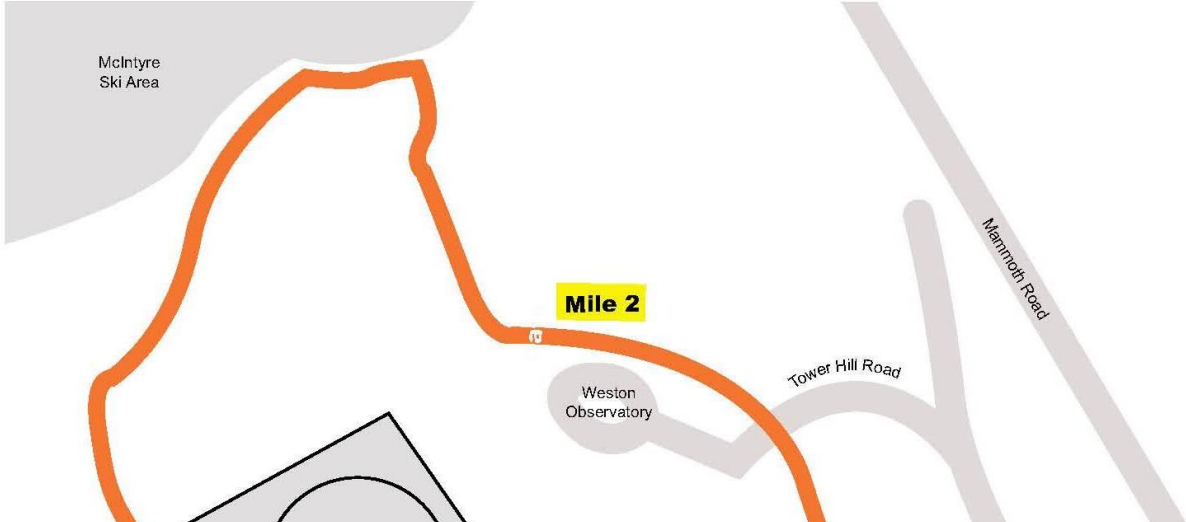 McIntyre
Ski Area
Mammoth Road
Mile 2
Tower Hill Road
Weston
Observatory